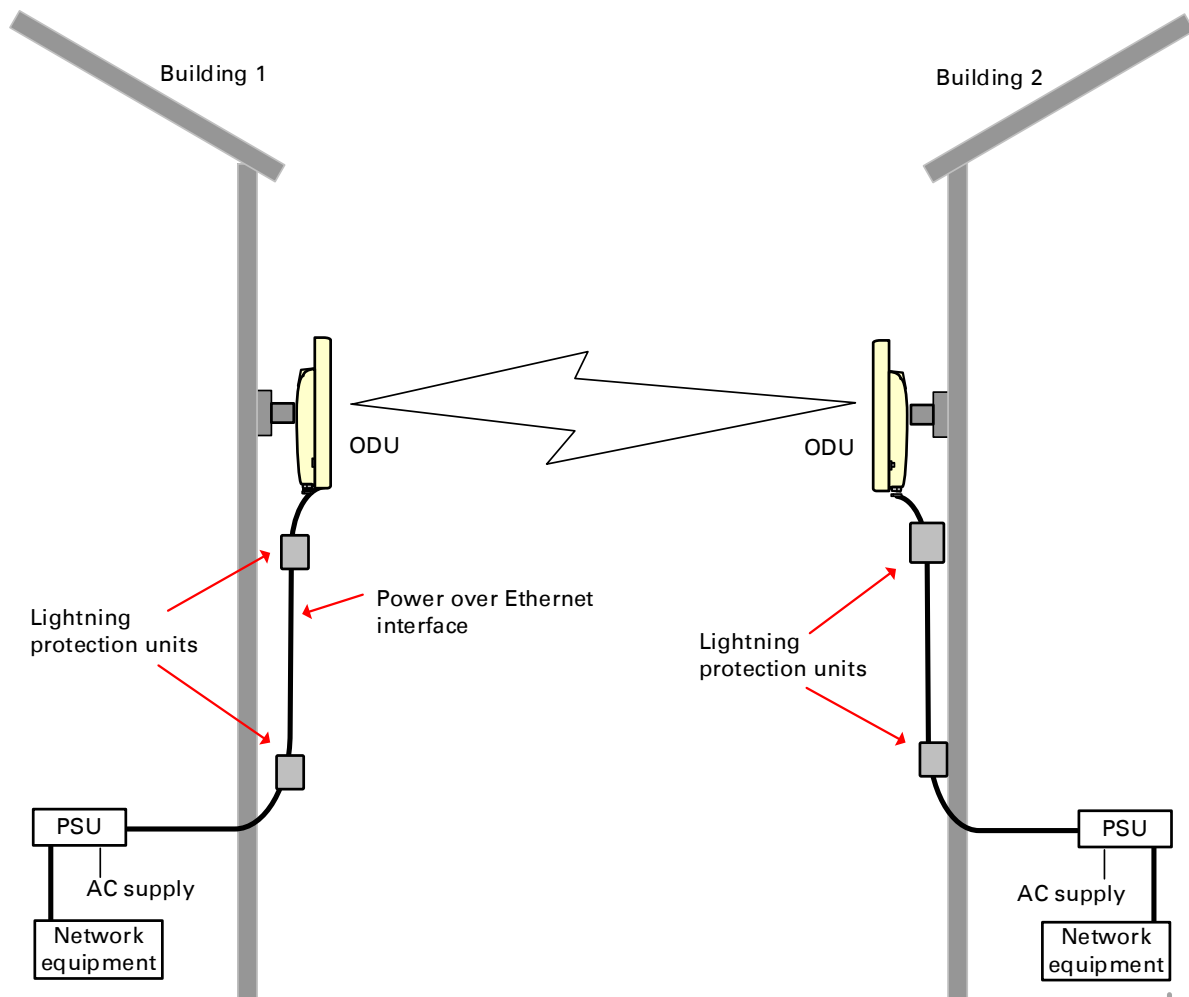 Building 1
Building 2
ODU
ODU
Lightning
protection units
Power over Ethernet
interface
Lightning
protection units
PSU
AC supply
Network
equipment
PSU
AC supply
Network
equipment